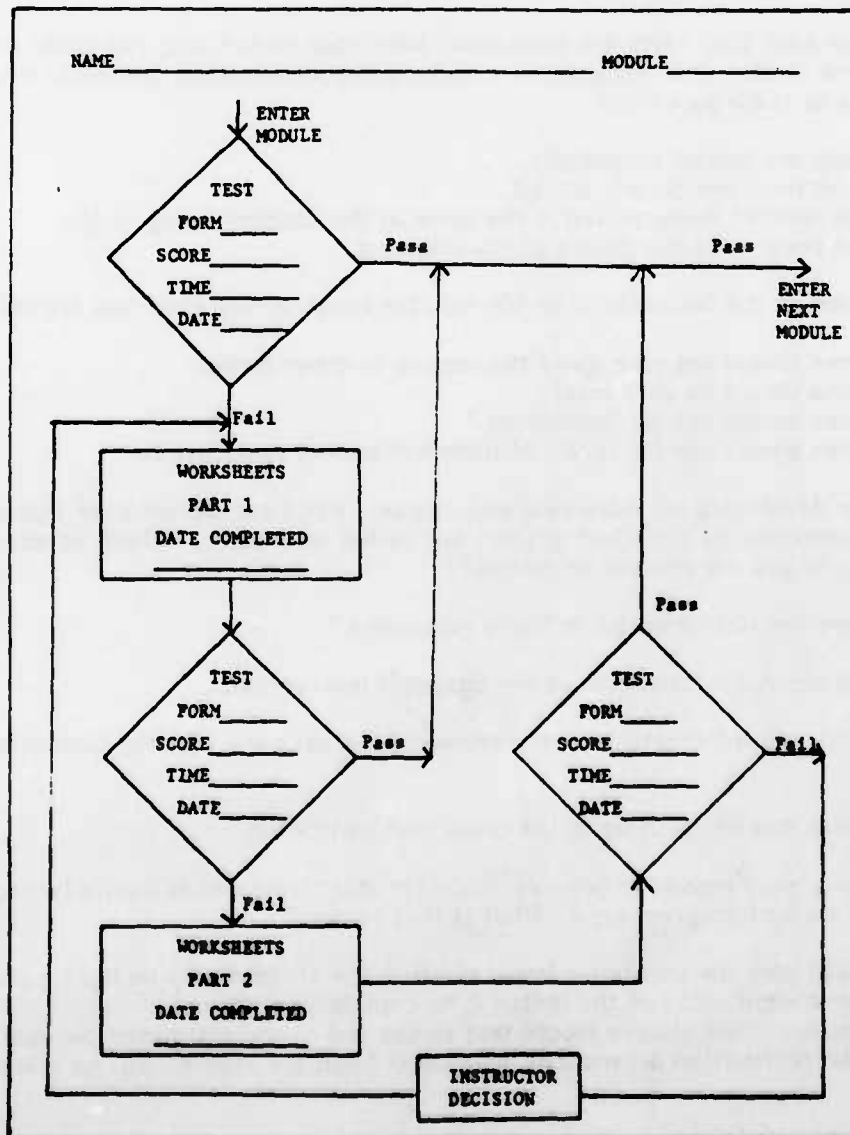 NAME MODULE
ENTER
MODULE
TEST
FORM
SCORE
TIME
DATE
Pass
Pass
ENTER
NEXT
MODULE
Fail
WORKSHEETS
PART 1
DATE COMPLETED
Pass
TEST
FORM
SCORE
TIME
DATE
Pass
TEST
FORM
SCORE
TIME
DATE
Fail
Fail
WORKSHEETS
PART 2
DATE COMPLETED
INSTRUCTOR
DECISION